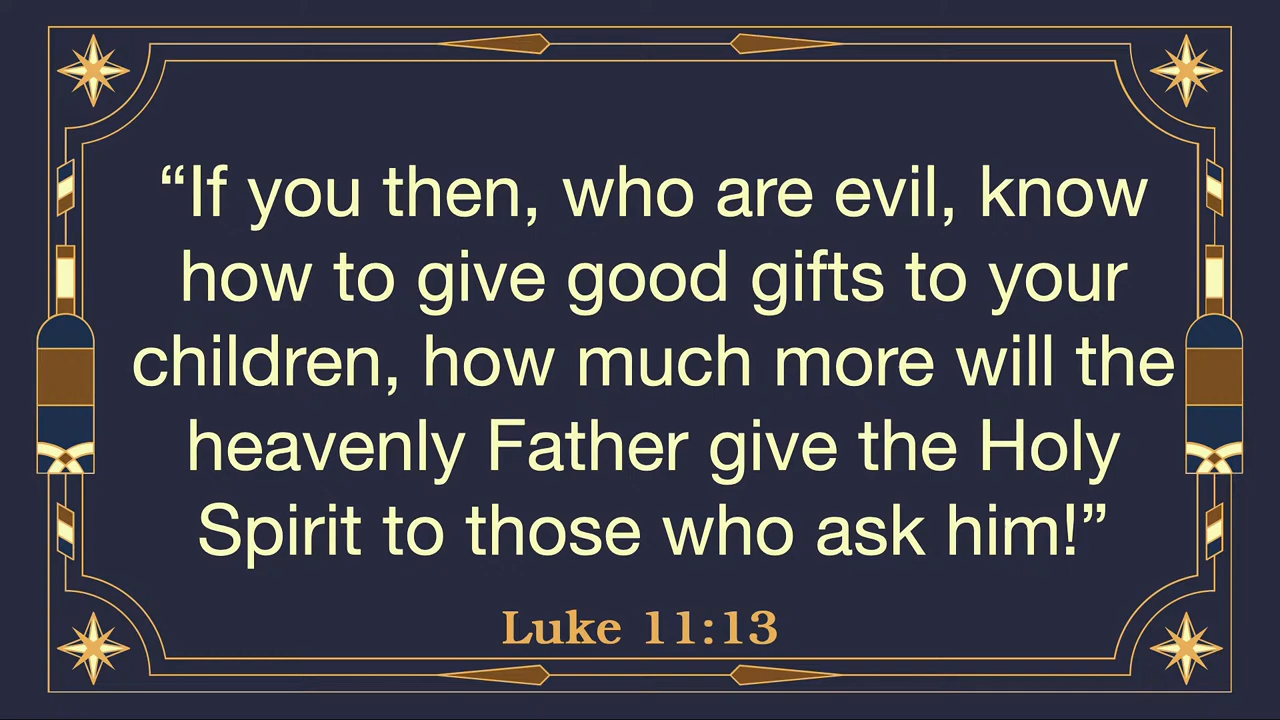 “If you then, who are evil, know
how to give good gifts to your
children, how much more will the
heavenly Father give the Holy
Spirit to those who ask him!”
Luke 11:13